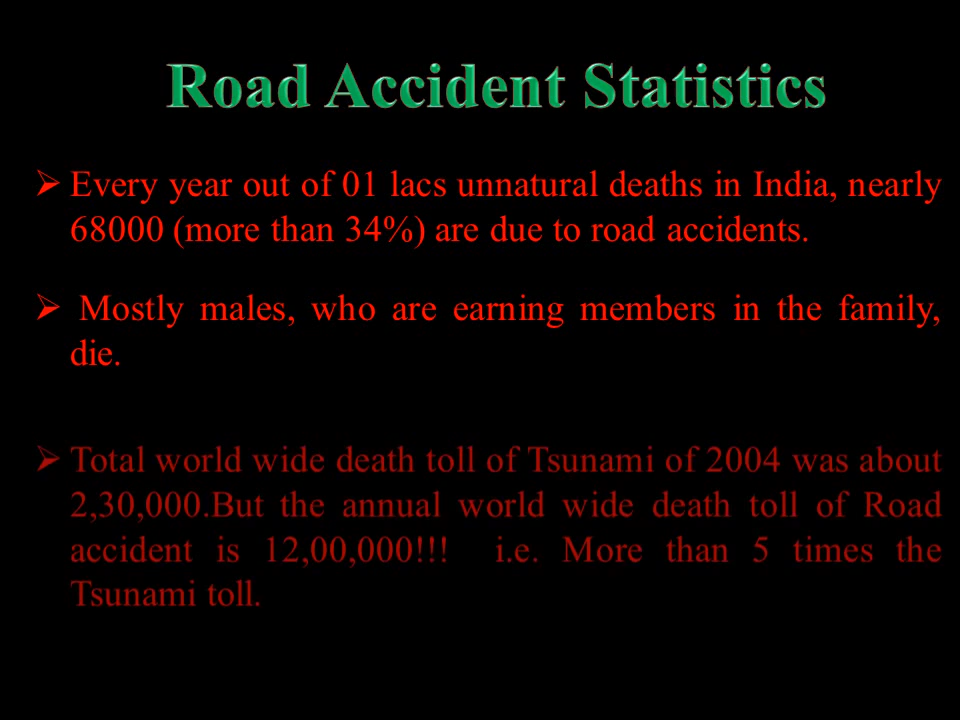 Road Accident Statistics
➢ Every year out of 01 lacs unnatural deaths in India, nearly
68000 (more than 34%) are due to road accidents.
➢ Mostly males, who are earning members in the family,
die.
➢ Total world wide death toll of Tsunami of 2004 was about
2,30,000.But the annual world wide death toll of Road
accident is 12,00,000!!! i.e. More than 5 times the
Tsunami toll.